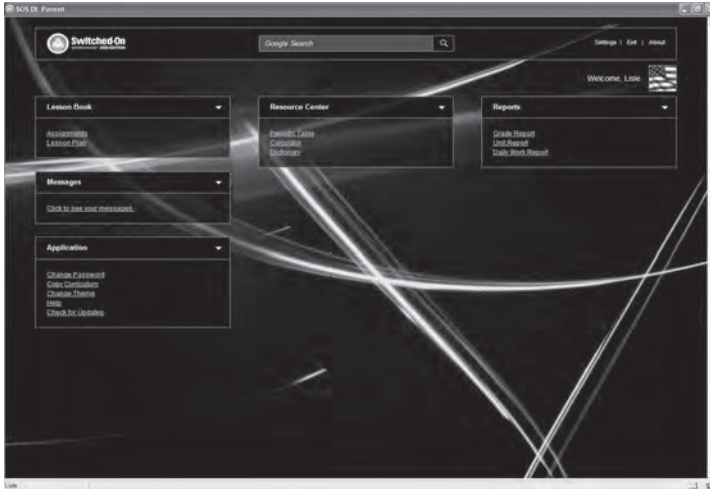 SOS DL Parent
Switched-On
Google Search
Settings | Exit | About
Welcome, Lisle
Lesson Book
Assignments
Lesson Plan
Resource Center
Periodic Table
Calculator
Dictionary
Reports
Grade Report
Unit Report
Daily Work Report
Messages
Click to see your messages.
Application
Change Password
Copy Curriculum
Change Theme
Help
Check for Updates
Lisle